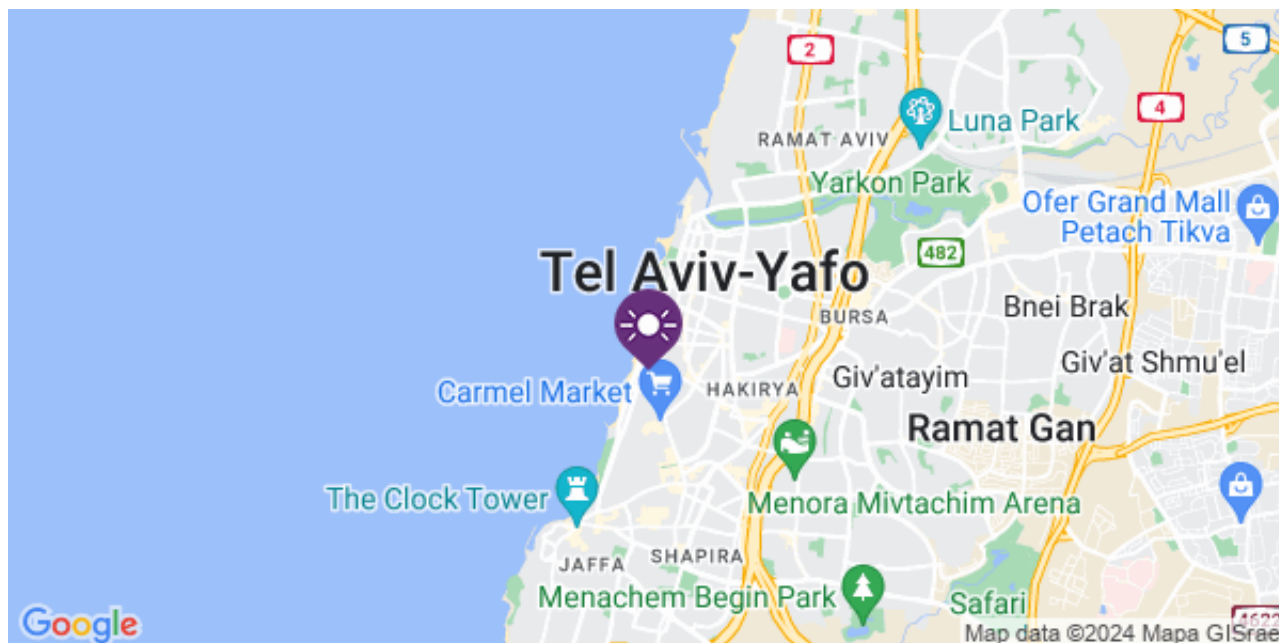 5
2
4
Luna Park
RAMAT AVIV
Yarkon Park
Ofer Grand Mall
Petach Tikva
482
Tel Aviv-Yafo
Bnei Brak
BURSA
Giv'at Shmu'el
Giv'atayim
Carmel Market
HAKIRYA
Ramat Gan
The Clock Tower
Menora Mivtachim Arena
JAFFA
SHAPIRA
Menachem Begin Park
Safari
Google
4622
Map data ©2024 Mapa GISrael